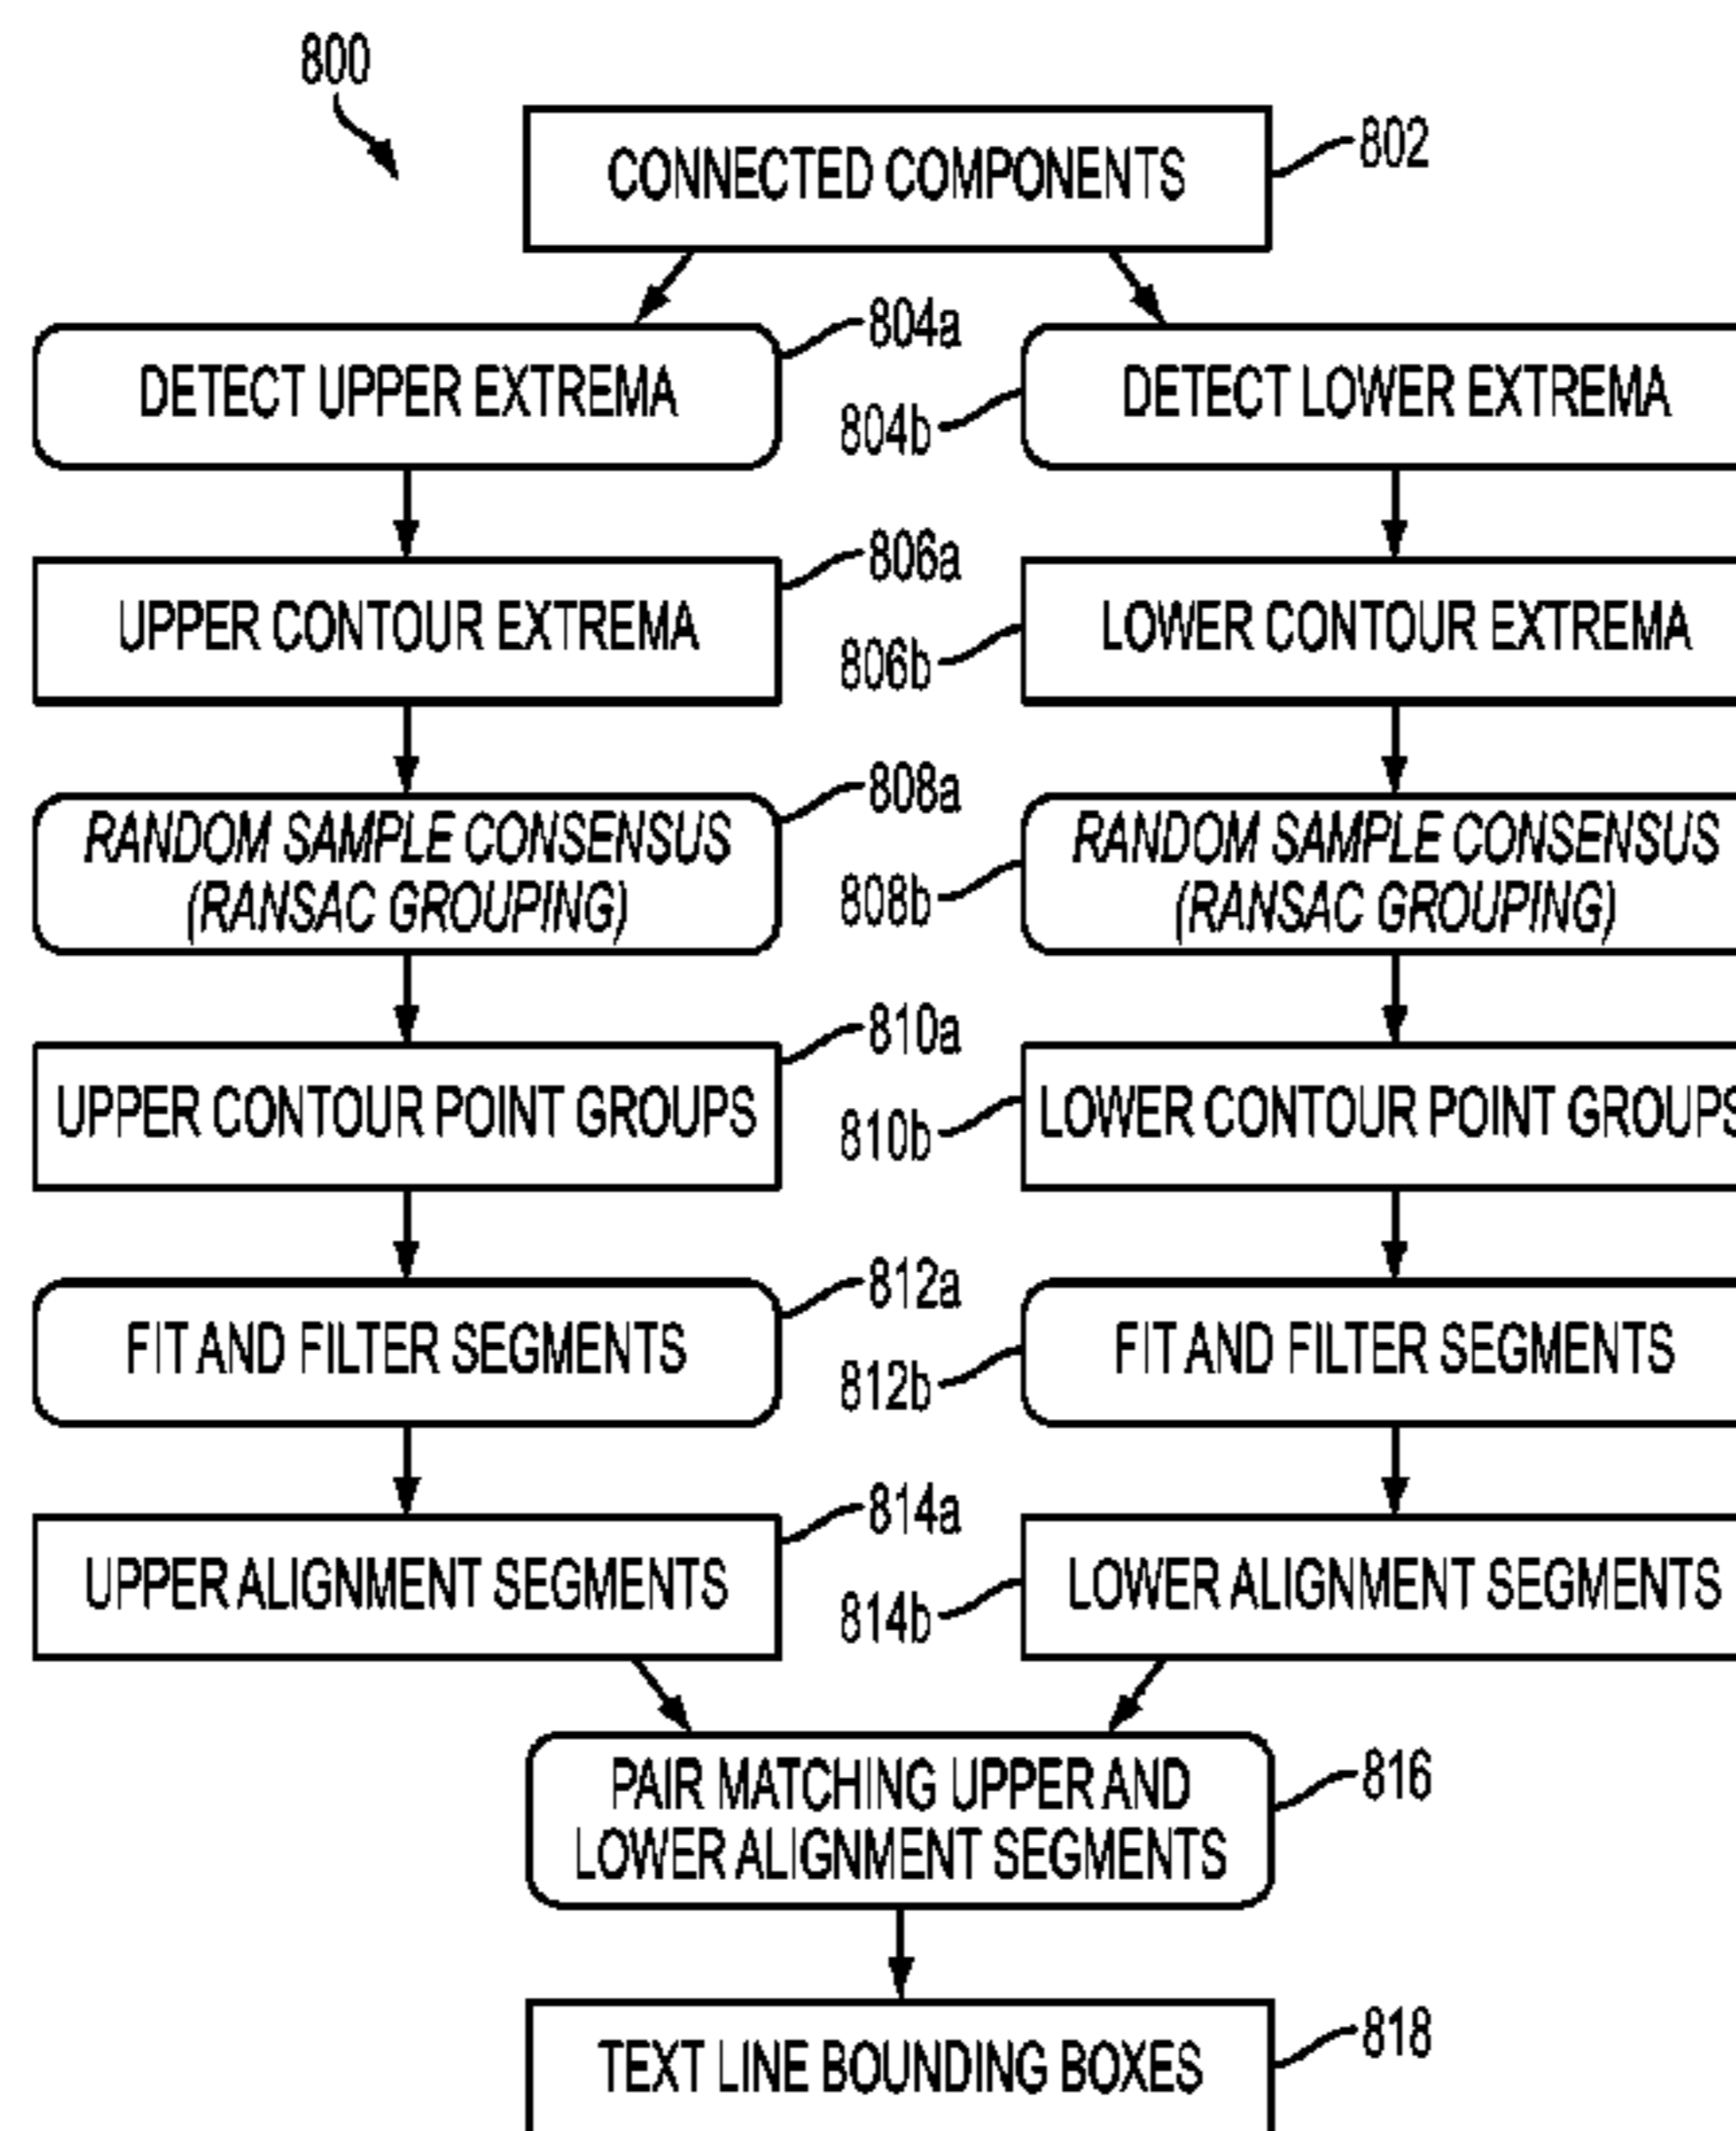 800
CONNECTED COMPONENTS
802
DETECT UPPER EXTREMA
804a
804b
DETECT LOWER EXTREMA
UPPER CONTOUR EXTREMA
806a
806b
LOWER CONTOUR EXTREMA
RANDOM SAMPLE CONSENSUS
(RANSAC GROUPING)
808a
808b
RANDOM SAMPLE CONSENSUS
(RANSAC GROUPING)
UPPER CONTOUR POINT GROUPS
810a
810b
LOWER CONTOUR POINT GROUPS
FIT AND FILTER SEGMENTS
812a
812b
FIT AND FILTER SEGMENTS
UPPER ALIGNMENT SEGMENTS
814a
814b
LOWER ALIGNMENT SEGMENTS
PAIR MATCHING UPPER AND
LOWER ALIGNMENT SEGMENTS
816
TEXT LINE BOUNDING BOXES
818